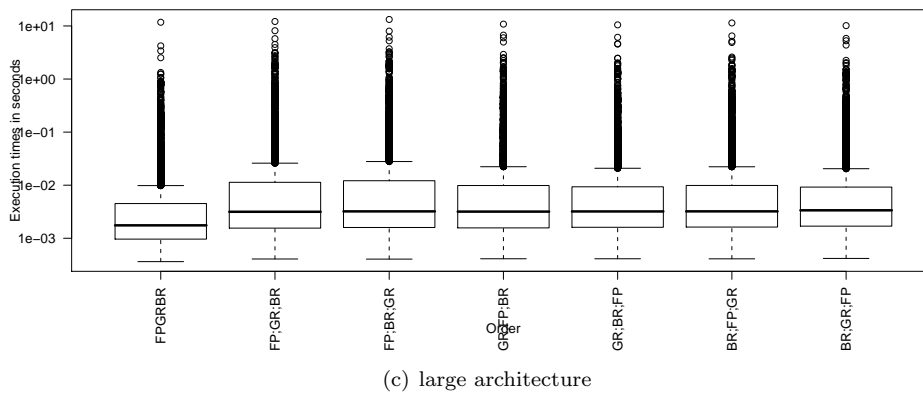 Execution times in seconds
1e+01
1e+00
1e−01
1e−02
1e−03
FPGRBR
FP;GR;BR
FP;BR;GR
GR;FP;BR
GR;BR;FP
BR;FP;GR
BR;GR;FP
Order
(c) large architecture